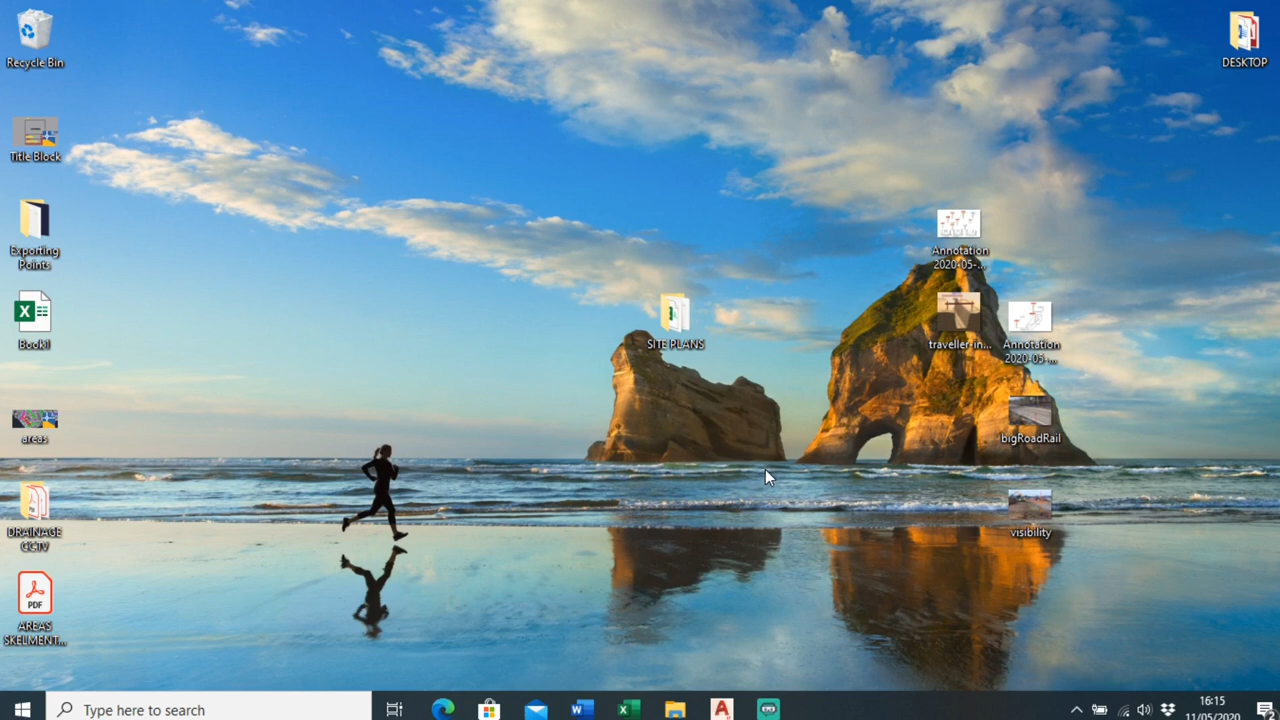 Recycle Bin
DESKTOP
Title Block
Exporting
Points
Annotation
2020-05-...
Book1
SITE PLANS
traveller-in...
Annotation
2020-05-...
areas
bigRoadRail
DRAINAGE
CCTV
visibility
PDF
AREAS
SKELMENT...
Type here to search
16:15
11/05/2020